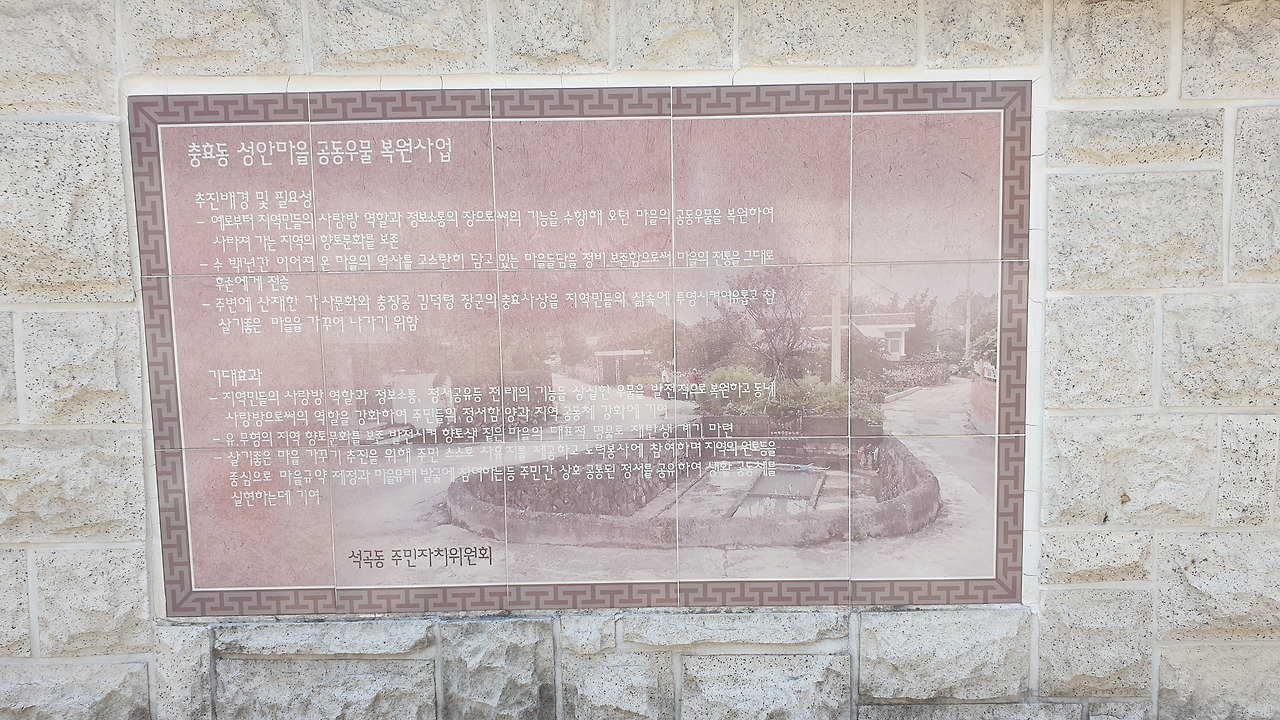 충효동 성안마을 공동우물 복원사업
추진배경 및 필요성
- 예로부터 지역민들의 사랑방 역할과 정보소통의 장으로써의 기능을 수행해 오던 마을의 공동우물을 복원하여
사라져 가는 지역의 향토문화를 보존
- 수 백년간 이어져 온 마을의 역사를 고스란히 담고 있는 마을돌담을 정비 보존함으로써 마을의 전통을 그대로
후손에게 전승
- 주변에 산재한 가사문화와 충장공 김덕령 장군의 충효사상을 지역민들의 삶속에 투영시켜 여유롭고 참
살기좋은 마을을 가꾸어 나가기 위함
기대효과
- 지역민들의 사랑방 역할과 정보소통, 정서공유등 전래의 기능을 상실한 우물을 발전적으로 복원하고 동네
사랑방으로써의 역할을 강화하여 주민들의 정서함양과 지역 공동체 강화에 기여
- 유.무형의 지역 향토문화를 보존 발전시켜 향토색 짙은 마을의 대표적 명물로 재탄생 계기 마련
- 살기좋은 마을 가꾸기 추진을 위해 주민 스스로 사유지를 제공하고 노력봉사에 참여하며 지역의 원로들을
중심으로 마을규약 제정과 마을유래 발굴에 참여하는등 주민간 상호 공통된 정서를 공유하여 생활 공동체를
실현하는데 기여
석곡동 주민자치위원회